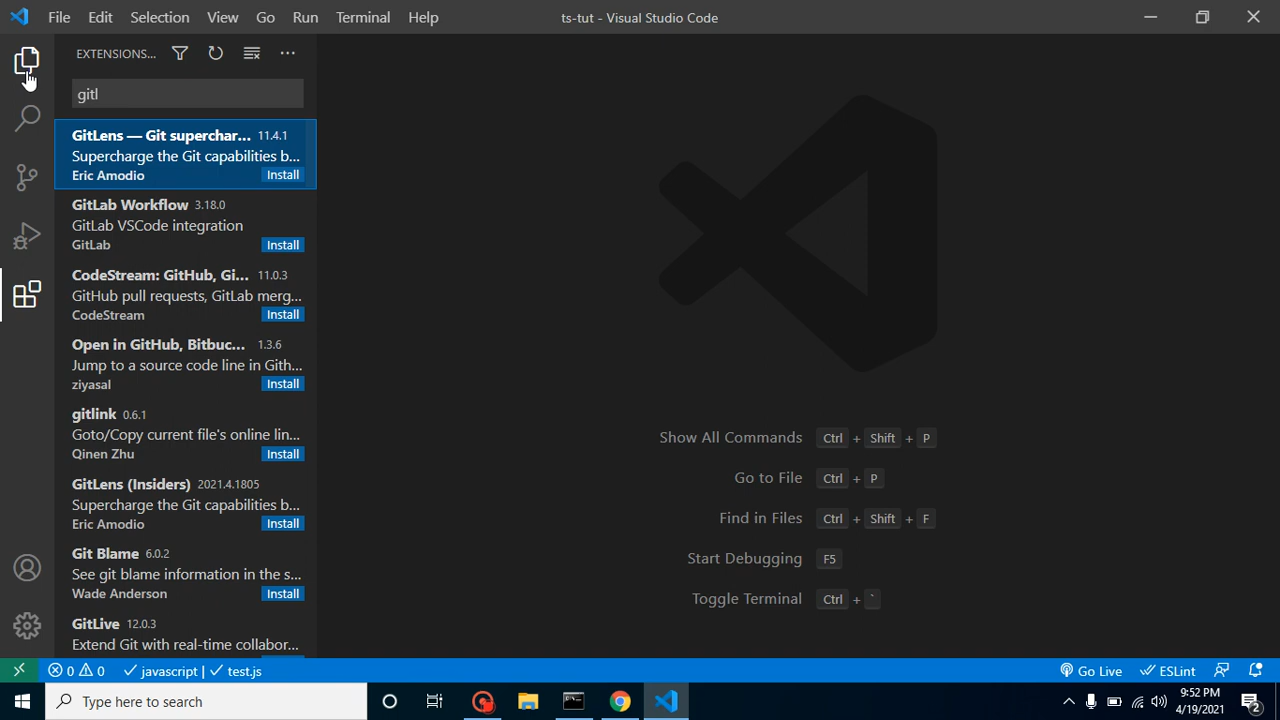 File Edit Selection View Go Run Terminal Help
ts-tut - Visual Studio Code
EXTENSIONS...
gitl
GitLens — Git superchar... 11.4.1
Supercharge the Git capabilities b...
Eric Amodio Install
GitLab Workflow 3.18.0
GitLab VSCode integration
GitLab Install
CodeStream: GitHub, Gi... 11.0.3
GitHub pull requests, GitLab merg...
CodeStream Install
Open in GitHub, Bitbuc... 1.3.6
Jump to a source code line in Gith...
ziyasal Install
gitlink 0.6.1
Goto/Copy current file's online lin...
Qinen Zhu Install
GitLens (Insiders) 2021.4.1805
Supercharge the Git capabilities b...
Eric Amodio Install
Git Blame 6.0.2
See git blame information in the s...
Wade Anderson Install
GitLive 12.0.3
Extend Git with real-time collabor...
Show All Commands Ctrl + Shift + P
Go to File Ctrl + P
Find in Files Ctrl + Shift + F
Start Debugging F5
Toggle Terminal Ctrl + `
0 0 javascript | test.js
Go Live ESLint
Type here to search
9:52 PM
4/19/2021
2